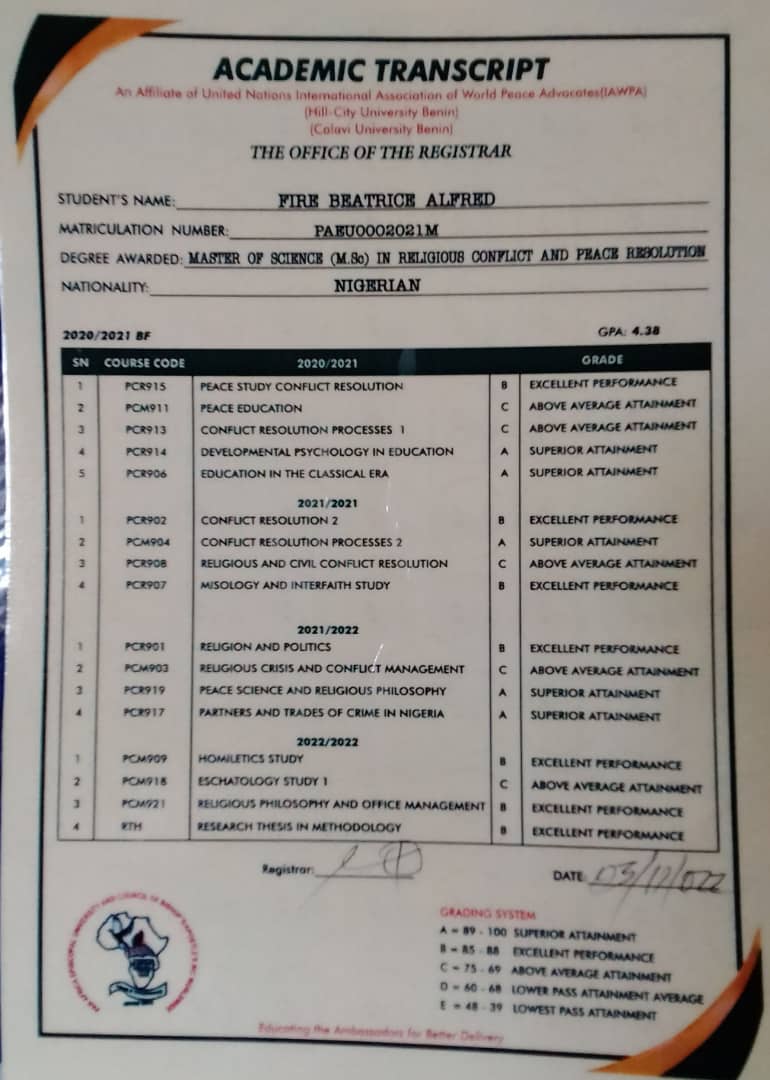 ACADEMIC TRANSCRIPT
An Affiliate of United Nations International Association of World Peace Advocates(IAWPA)
(Hill-City University Benin)
(Calavi University Benin)
THE OFFICE OF THE REGISTRAR
STUDENT'S NAME: FIRE BEATRICE ALFRED
MATRICULATION NUMBER: PAEU0002021M
DEGREE AWARDED: MASTER OF SCIENCE (M.Sc) IN RELIGIOUS CONFLICT AND PEACE RESOLUTION
NATIONALITY: NIGERIAN
2020/2021 BF GPA: 4.38
SN COURSE CODE 2020/2021 GRADE
1 PCR915 PEACE STUDY CONFLICT RESOLUTION B EXCELLENT PERFORMANCE
2 PCM911 PEACE EDUCATION C ABOVE AVERAGE ATTAINMENT
3 PCR913 CONFLICT RESOLUTION PROCESSES 1 C ABOVE AVERAGE ATTAINMENT
4 PCR914 DEVELOPMENTAL PSYCHOLOGY IN EDUCATION A SUPERIOR ATTAINMENT
5 PCR906 EDUCATION IN THE CLASSICAL ERA A SUPERIOR ATTAINMENT
2021/2021
1 PCR902 CONFLICT RESOLUTION 2 B EXCELLENT PERFORMANCE
2 PCM904 CONFLICT RESOLUTION PROCESSES 2 A SUPERIOR ATTAINMENT
3 PCR908 RELIGIOUS AND CIVIL CONFLICT RESOLUTION C ABOVE AVERAGE ATTAINMENT
4 PCR907 MISOLOGY AND INTERFAITH STUDY B EXCELLENT PERFORMANCE
2021/2022
1 PCR901 RELIGION AND POLITICS B EXCELLENT PERFORMANCE
2 PCM903 RELIGIOUS CRISIS AND CONFLICT MANAGEMENT C ABOVE AVERAGE ATTAINMENT
3 PCR919 PEACE SCIENCE AND RELIGIOUS PHILOSOPHY A SUPERIOR ATTAINMENT
4 PCR917 PARTNERS AND TRADES OF CRIME IN NIGERIA A SUPERIOR ATTAINMENT
2022/2022
1 PCM909 HOMILETICS STUDY B EXCELLENT PERFORMANCE
2 PCM918 ESCHATOLOGY STUDY 1 C ABOVE AVERAGE ATTAINMENT
3 PCM921 RELIGIOUS PHILOSOPHY AND OFFICE MANAGEMENT B EXCELLENT PERFORMANCE
4 RTH RESEARCH THESIS IN METHODOLOGY B EXCELLENT PERFORMANCE
Registrar: DATE:
GRADING SYSTEM
A = 89 - 100 SUPERIOR ATTAINMENT
B = 85 - 88 EXCELLENT PERFORMANCE
C = 75 - 69 ABOVE AVERAGE ATTAINMENT
D = 60 - 68 LOWER PASS ATTAINMENT AVERAGE
E = 48 - 39 LOWEST PASS ATTAINMENT
Educating the Ambassadors for Better Delivery